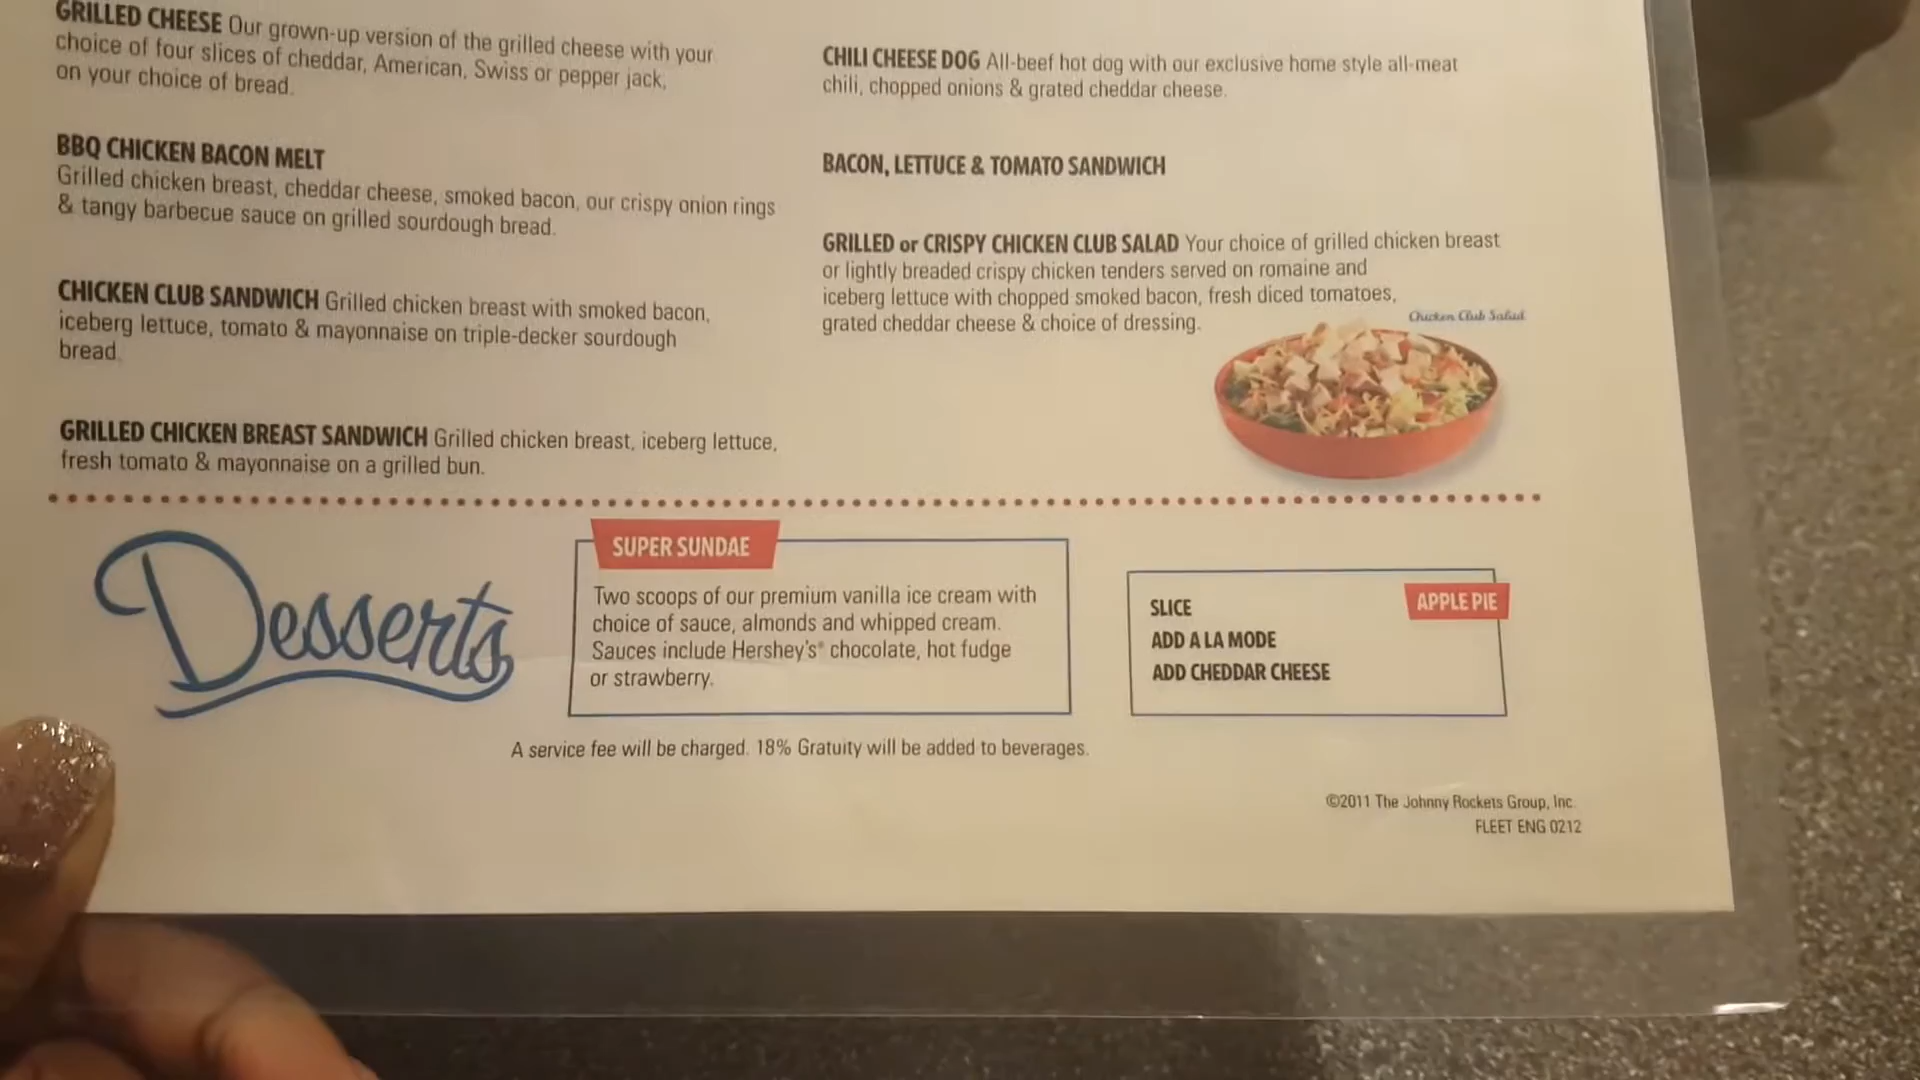 GRILLED CHEESE Our grown-up version of the grilled cheese with your
choice of four slices of cheddar, American, Swiss or pepper jack,
on your choice of bread.
BBQ CHICKEN BACON MELT
Grilled chicken breast, cheddar cheese, smoked bacon, our crispy onion rings
& tangy barbecue sauce on grilled sourdough bread.
CHICKEN CLUB SANDWICH Grilled chicken breast with smoked bacon,
iceberg lettuce, tomato & mayonnaise on triple-decker sourdough
bread.
GRILLED CHICKEN BREAST SANDWICH Grilled chicken breast, iceberg lettuce,
fresh tomato & mayonnaise on a grilled bun.
CHILI CHEESE DOG All-beef hot dog with our exclusive home style all-meat
chili, chopped onions & grated cheddar cheese.
BACON, LETTUCE & TOMATO SANDWICH
GRILLED or CRISPY CHICKEN CLUB SALAD Your choice of grilled chicken breast
or lightly breaded crispy chicken tenders served on romaine and
iceberg lettuce with chopped smoked bacon, fresh diced tomatoes,
grated cheddar cheese & choice of dressing.
Chicken Club Salad
Desserts
SUPER SUNDAE
Two scoops of our premium vanilla ice cream with
choice of sauce, almonds and whipped cream.
Sauces include Hershey's® chocolate, hot fudge
or strawberry.
APPLE PIE
SLICE
ADD A LA MODE
ADD CHEDDAR CHEESE
A service fee will be charged. 18% Gratuity will be added to beverages.
©2011 The Johnny Rockets Group, Inc.
FLEET ENG 0212